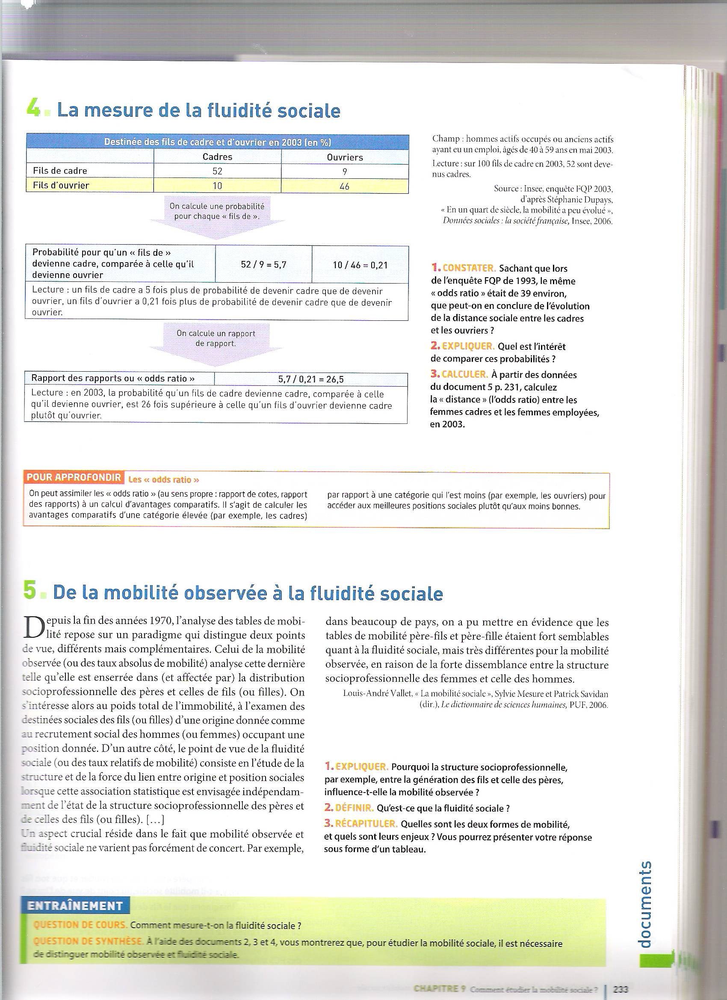 4. La mesure de la fluidité sociale
Destinée des fils de cadre et d'ouvrier en 2003 (en %)
Cadres Ouvriers
Fils de cadre 52 9
Fils d'ouvrier 10 46
On calcule une probabilité
pour chaque « fils de ».
Probabilité pour qu'un « fils de »
devienne cadre, comparée à celle qu'il
devienne ouvrier
52 / 9 = 5,7
10 / 46 = 0,21
Lecture : un fils de cadre a 5 fois plus de probabilité de devenir cadre que de devenir
ouvrier, un fils d'ouvrier a 0,21 fois plus de probabilité de devenir cadre que de devenir
ouvrier.
On calcule un rapport
de rapport.
Rapport des rapports ou « odds ratio » 5,7 / 0,21 = 26,5
Lecture : en 2003, la probabilité qu'un fils de cadre devienne cadre, comparée à celle
qu'il devienne ouvrier, est 26 fois supérieure à celle qu'un fils d'ouvrier devienne cadre
plutôt qu'ouvrier.
Champ : hommes actifs occupés ou anciens actifs
ayant eu un emploi, âgés de 40 à 59 ans en mai 2003.
Lecture : sur 100 fils de cadre en 2003, 52 sont deve-
nus cadres.
Source : Insee, enquête FQP 2003,
d'après Stéphanie Dupays,
« En un quart de siècle, la mobilité a peu évolué »,
Données sociales : la société française, Insee, 2006.
1. CONSTATER. Sachant que lors
de l'enquête FQP de 1993, le même
« odds ratio » était de 39 environ,
que peut-on en conclure de l'évolution
de la distance sociale entre les cadres
et les ouvriers ?
2. EXPLIQUER. Quel est l'intérêt
de comparer ces probabilités ?
3. CALCULER. À partir des données
du document 5 p. 231, calculez
la « distance » (l'odds ratio) entre les
femmes cadres et les femmes employées,
en 2003.
POUR APPROFONDIR Les « odds ratio »
On peut assimiler les « odds ratio » (au sens propre : rapport de cotes, rapport
des rapports) à un calcul d'avantages comparatifs. Il s'agit de calculer les
avantages comparatifs d'une catégorie élevée (par exemple, les cadres)
par rapport à une catégorie qui l'est moins (par exemple, les ouvriers) pour
accéder aux meilleures positions sociales plutôt qu'aux moins bonnes.
5. De la mobilité observée à la fluidité sociale
Depuis la fin des années 1970, l'analyse des tables de mobi-
lité repose sur un paradigme qui distingue deux points
de vue, différents mais complémentaires. Celui de la mobilité
observée (ou des taux absolus de mobilité) analyse cette dernière
telle qu'elle est enserrée dans (et affectée par) la distribution
socioprofessionnelle des pères et celles de fils (ou filles). On
s'intéresse alors au poids total de l'immobilité, à l'examen des
destinées sociales des fils (ou filles) d'une origine donnée comme
au recrutement social des hommes (ou femmes) occupant une
position donnée. D'un autre côté, le point de vue de la fluidité
sociale (ou des taux relatifs de mobilité) consiste en l'étude de la
structure et de la force du lien entre origine et position sociales
lorsque cette association statistique est envisagée indépendam-
ment de l'état de la structure socioprofessionnelle des pères et
de celles des fils (ou filles). [...]
Un aspect crucial réside dans le fait que mobilité observée et
fluidité sociale ne varient pas forcément de concert. Par exemple,
dans beaucoup de pays, on a pu mettre en évidence que les
tables de mobilité père-fils et père-fille étaient fort semblables
quant à la fluidité sociale, mais très différentes pour la mobilité
observée, en raison de la forte dissemblance entre la structure
socioprofessionnelle des femmes et celle des hommes.
Louis-André Vallet, « La mobilité sociale », Sylvie Mesure et Patrick Savidan
(dir.), Le dictionnaire de sciences humaines, PUF, 2006.
1. EXPLIQUER. Pourquoi la structure socioprofessionnelle,
par exemple, entre la génération des fils et celle des pères,
influence-t-elle la mobilité observée ?
2. DÉFINIR. Qu'est-ce que la fluidité sociale ?
3. RÉCAPITULER. Quelles sont les deux formes de mobilité,
et quels sont leurs enjeux ? Vous pourrez présenter votre réponse
sous forme d'un tableau.
ENTRAÎNEMENT
QUESTION DE COURS. Comment mesure-t-on la fluidité sociale ?
QUESTION DE SYNTHÈSE. À l'aide des documents 2, 3 et 4, vous montrerez que, pour étudier la mobilité sociale, il est nécessaire
de distinguer mobilité observée et fluidité sociale.
documents
CHAPITRE 9 Comment étudier la mobilité sociale ? 233